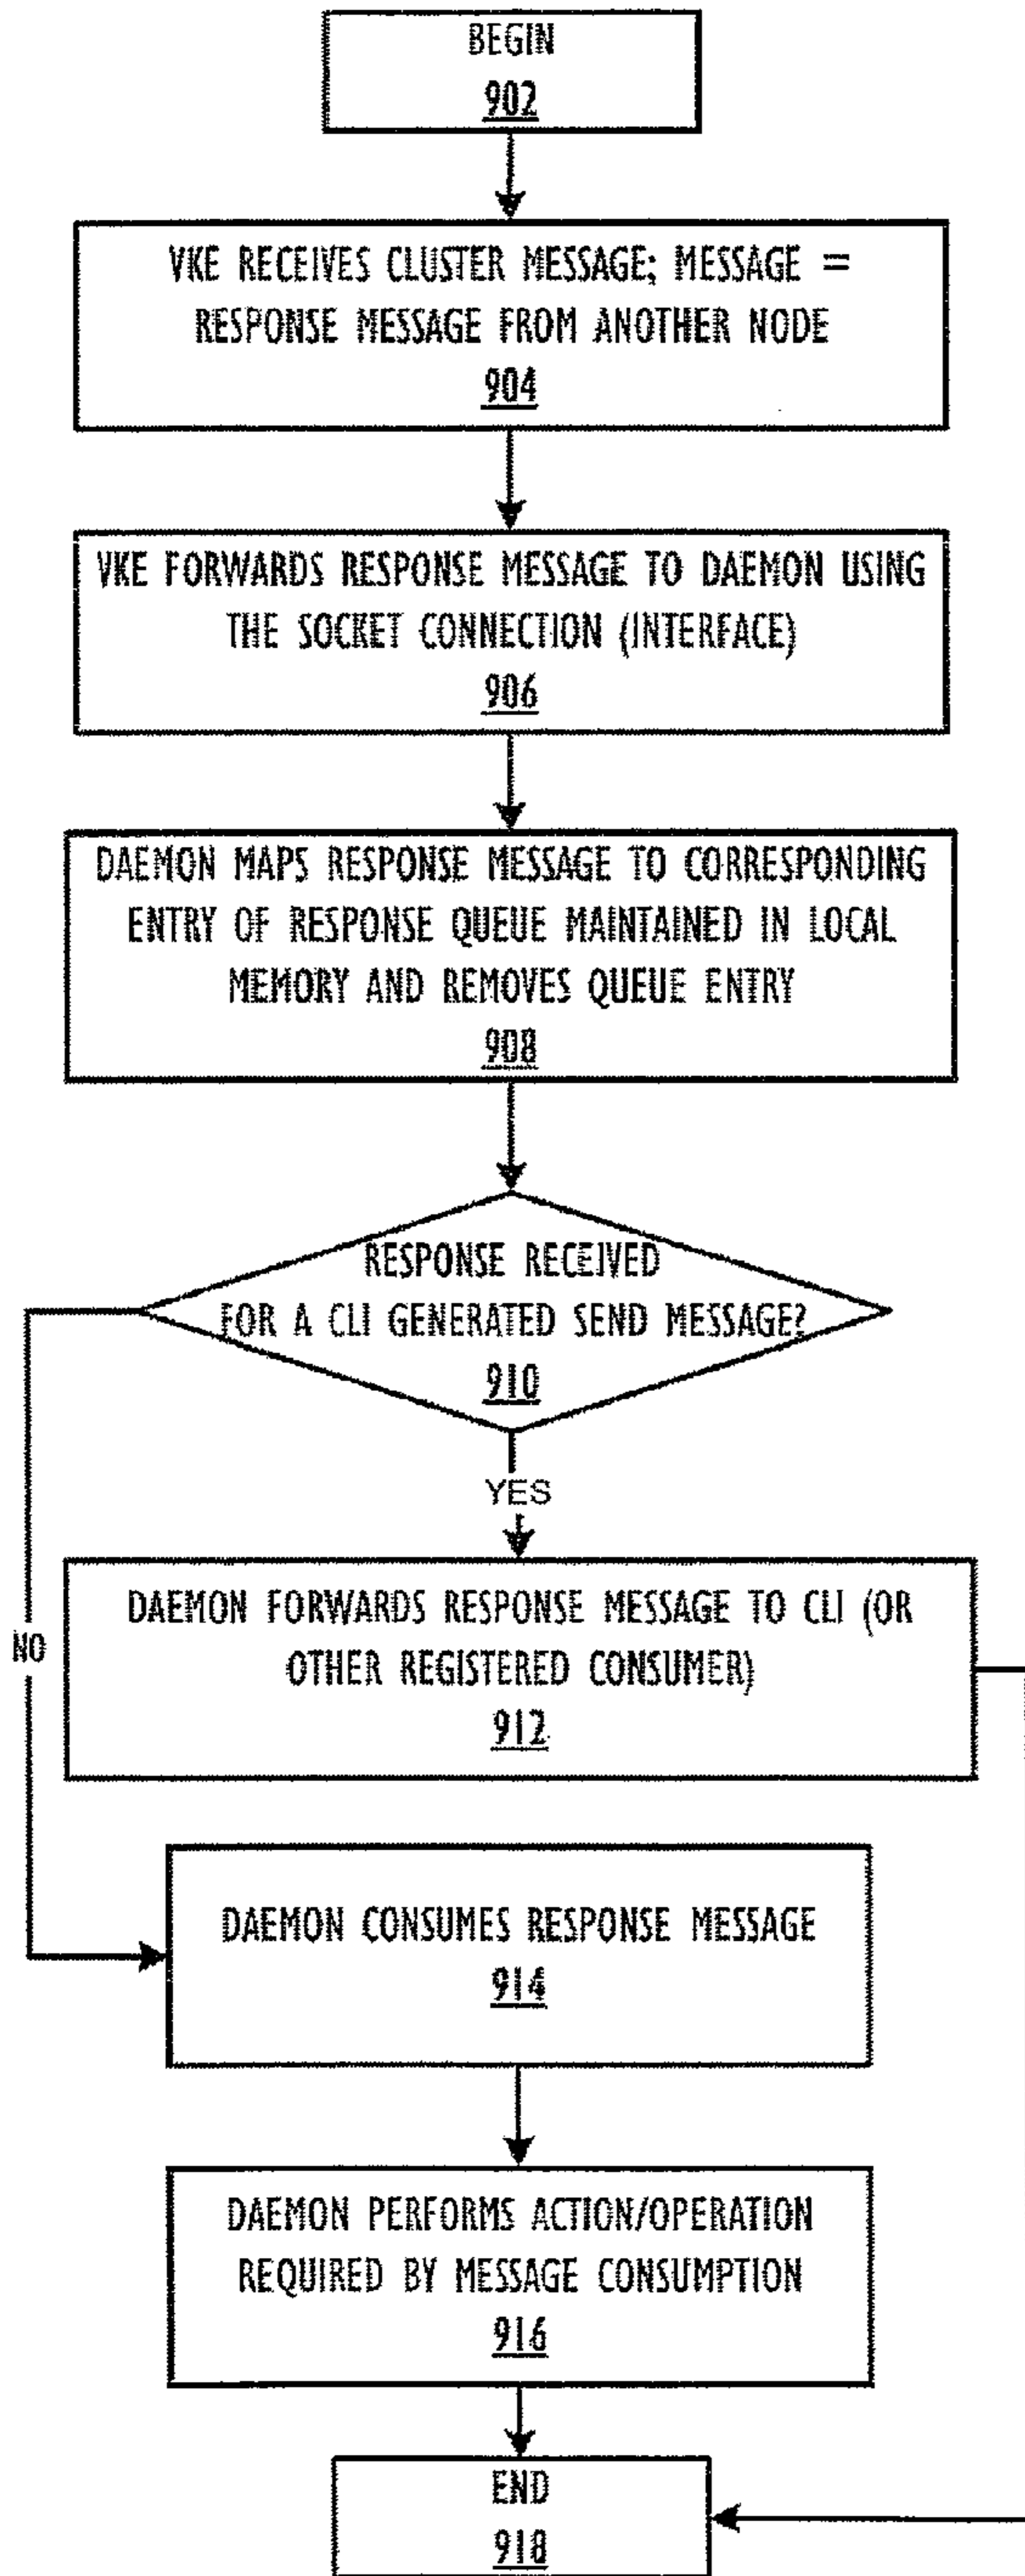 BEGIN
902
VKE RECEIVES CLUSTER MESSAGE; MESSAGE =
RESPONSE MESSAGE FROM ANOTHER NODE
904
VKE FORWARDS RESPONSE MESSAGE TO DAEMON USING
THE SOCKET CONNECTION (INTERFACE)
906
DAEMON MAPS RESPONSE MESSAGE TO CORRESPONDING
ENTRY OF RESPONSE QUEUE MAINTAINED IN LOCAL
MEMORY AND REMOVES QUEUE ENTRY
908
RESPONSE RECEIVED
FOR A CLI GENERATED SEND MESSAGE?
910
YES
DAEMON FORWARDS RESPONSE MESSAGE TO CLI (OR
OTHER REGISTERED CONSUMER)
912
NO
DAEMON CONSUMES RESPONSE MESSAGE
914
DAEMON PERFORMS ACTION/OPERATION
REQUIRED BY MESSAGE CONSUMPTION
916
END
918